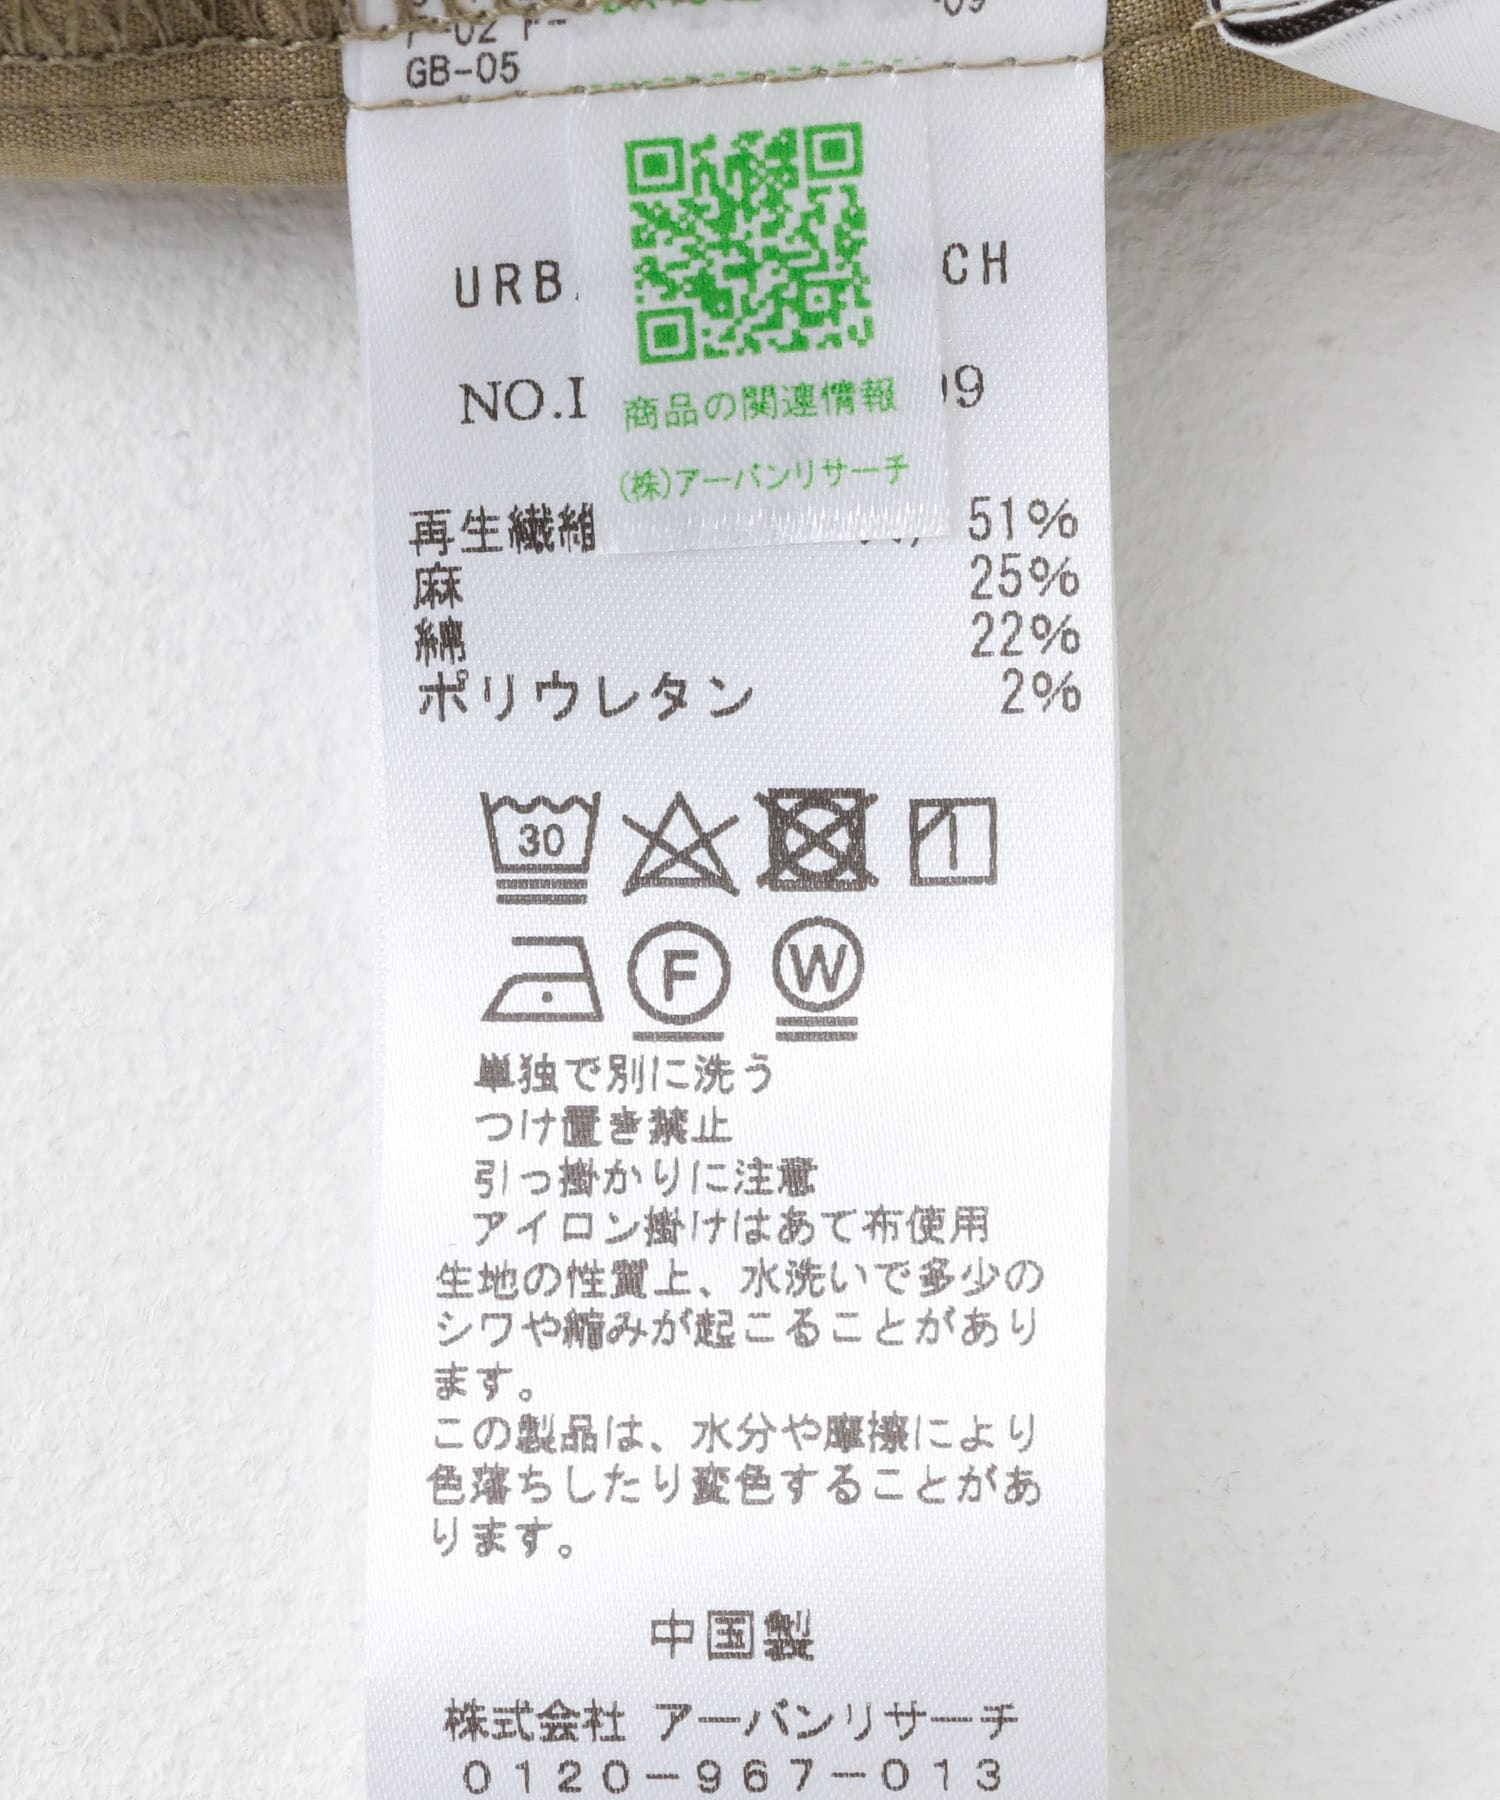 GB-05
商品の関連情報
(株)アーバンリサーチ
再生繊維 51%
麻 25%
綿 22%
ポリウレタン 2%
30
F W
単独で別に洗う
つけ置き禁止
引っ掛かりに注意
アイロン掛けはあて布使用
生地の性質上、水洗いで多少の
シワや縮みが起こることがあり
ます。
この製品は、水分や摩擦により
色落ちしたり変色することがあ
ります。
中国製
株式会社 アーバンリサーチ
0120-967-013